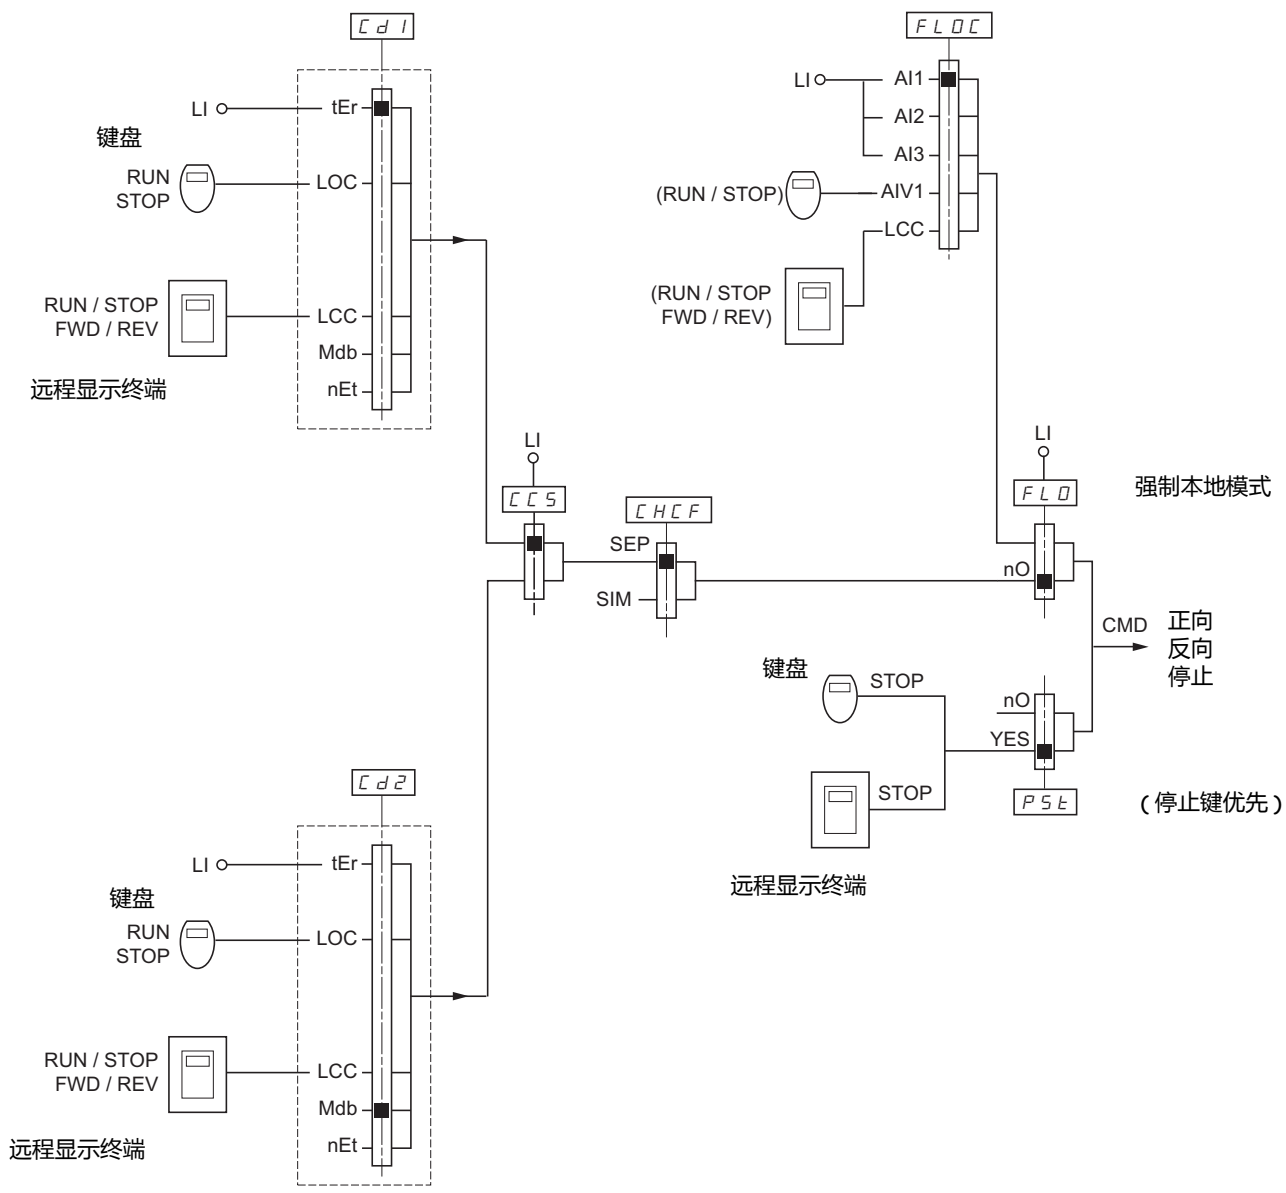 Cd1
LI
tEr
键盘
RUN
STOP
LOC
RUN / STOP
FWD / REV
LCC
Mdb
nEt
远程显示终端
FLOC
LI
AI1
AI2
AI3
(RUN / STOP)
AIV1
LCC
(RUN / STOP
FWD / REV)
LI
CCS
CHCF
SEP
SIM
LI
FLO
强制本地模式
nO
CMD
正向
反向
停止
键盘
STOP
nO
YES
STOP
PSt
(停止键优先)
远程显示终端
Cd2
LI
tEr
键盘
RUN
STOP
LOC
RUN / STOP
FWD / REV
LCC
Mdb
nEt
远程显示终端